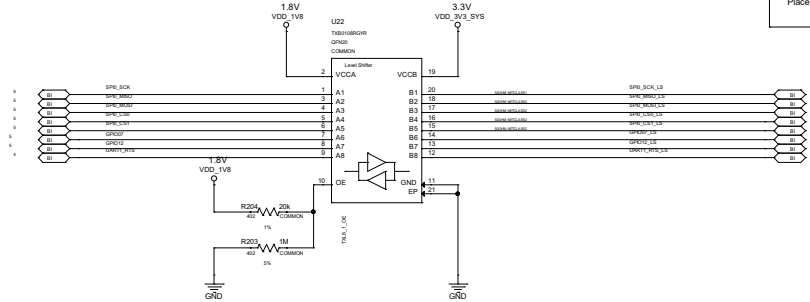 Place
1.8V
VDD_1V8
U22
TXB0108RGYR
QFN20
COMMON
3.3V
VDD_3V3_SYS
Level Shifter
2 VCCA VCCB 19
BI SPI0_SCK 1 A1 B1 20 SPI0_SCK_LS BI
BI SPI0_MISO 2 A2 B2 18 SPI0_MISO_LS BI
BI SPI0_MOSI 4 A3 B3 17 SPI0_MOSI_LS BI
BI SPI0_CS0 5 A4 B4 16 SPI0_CS0_LS BI
BI SPI0_CS1 6 A5 B5 15 SPI0_CS1_LS BI
BI GPIO07 7 A6 B6 14 GPIO07_LS BI
BI GPIO12 8 A7 B7 13 GPIO12_LS BI
BI UART1_RTS 9 A8 B8 12 UART1_RTS_LS BI
1.8V
VDD_1V8
10 OE GND 11
EP 21
R204 20k
402 COMMON
1%
R203 1M
402 COMMON
5%
GND
GND